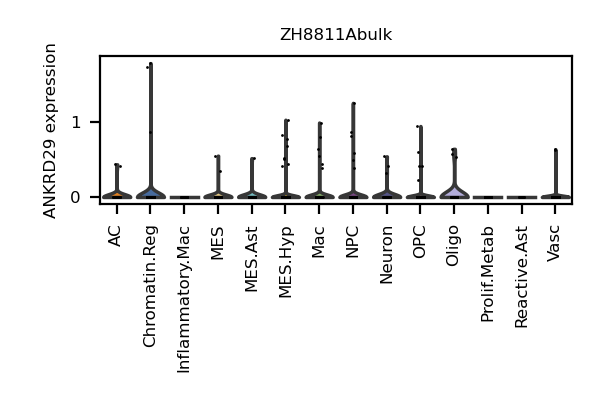 ZH8811Abulk
ANKRD29 expression
1
0
AC
Chromatin.Reg
Inflammatory.Mac
MES
MES.Ast
MES.Hyp
Mac
NPC
Neuron
OPC
Oligo
Prolif.Metab
Reactive.Ast
Vasc